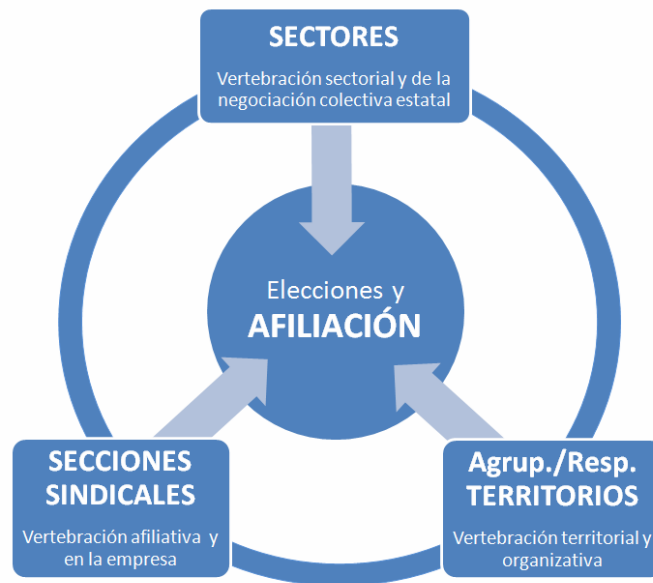 SECTORES
Vertebración sectorial y de la
negociación colectiva estatal
Elecciones y
AFILIACIÓN
SECCIONES
SINDICALES
Vertebración afiliativa y
en la empresa
Agrup./Resp.
TERRITORIOS
Vertebración territorial y
organizativa